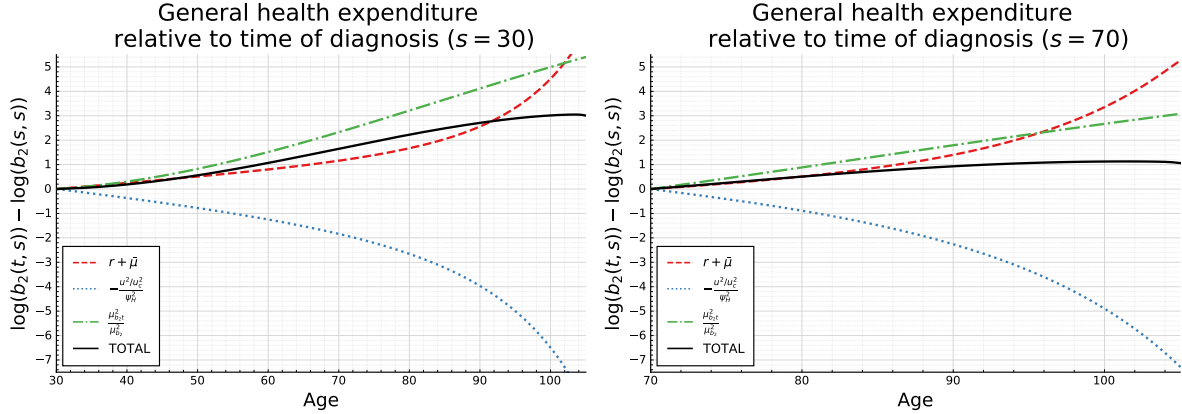 General health expenditure
relative to time of diagnosis (s = 30)
log(b₂(t, s)) − log(b₂(s, s))
5
4
3
2
1
0
−1
−2
−3
−4
−5
−6
−7
r + μ̄
−(u²/u_c²)/ψ_H²
μ²_{b₂t}/μ²_{b₂}
TOTAL
30 40 50 60 70 80 90 100
Age
General health expenditure
relative to time of diagnosis (s = 70)
log(b₂(t, s)) − log(b₂(s, s))
5
4
3
2
1
0
−1
−2
−3
−4
−5
−6
−7
r + μ̄
−(u²/u_c²)/ψ_H²
μ²_{b₂t}/μ²_{b₂}
TOTAL
70 80 90 100
Age